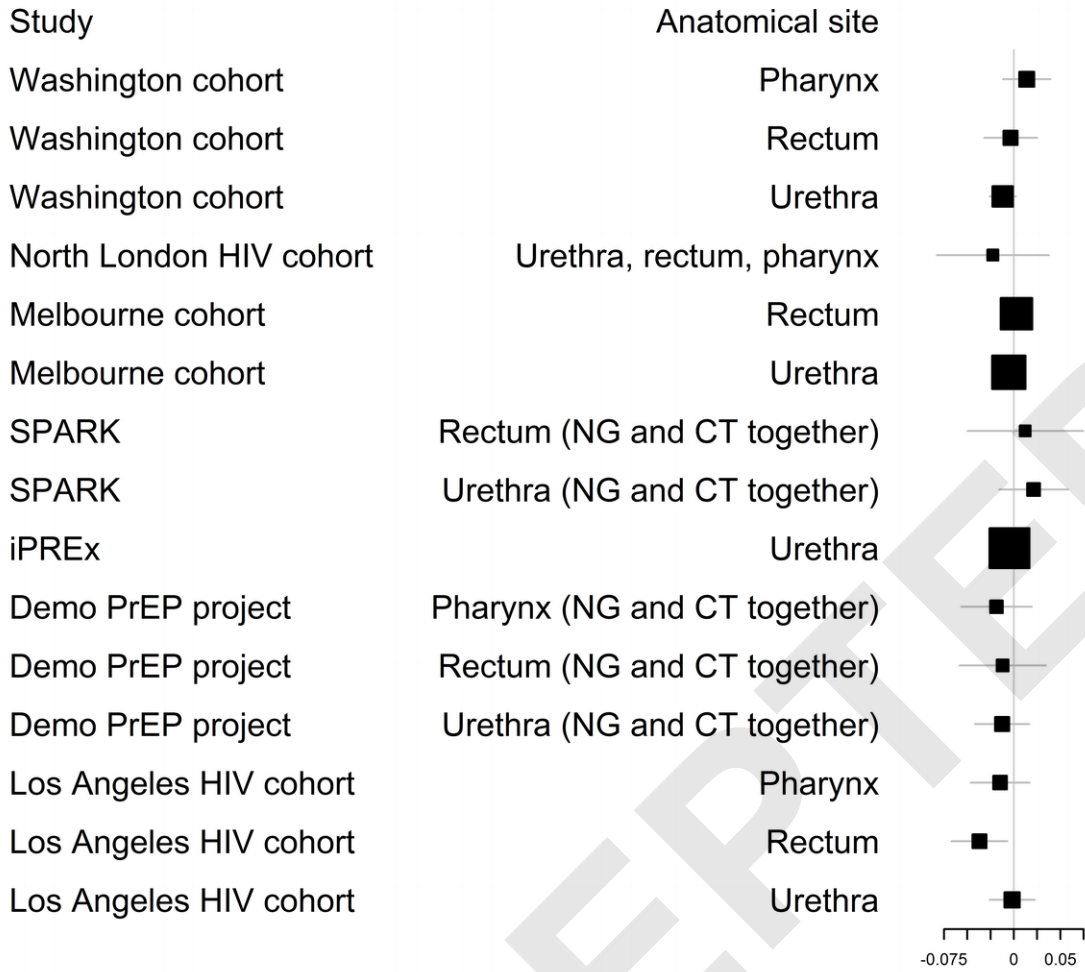 Study Anatomical site
Washington cohort Pharynx
Washington cohort Rectum
Washington cohort Urethra
North London HIV cohort Urethra, rectum, pharynx
Melbourne cohort Rectum
Melbourne cohort Urethra
SPARK Rectum (NG and CT together)
SPARK Urethra (NG and CT together)
iPREx Urethra
Demo PrEP project Pharynx (NG and CT together)
Demo PrEP project Rectum (NG and CT together)
Demo PrEP project Urethra (NG and CT together)
Los Angeles HIV cohort Pharynx
Los Angeles HIV cohort Rectum
Los Angeles HIV cohort Urethra
-0.075 0 0.05
EPTE